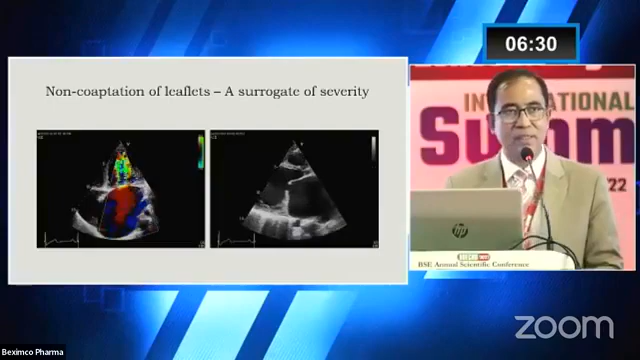 06:30
Non-coaptation of leaflets – A surrogate of severity
INTERNATIONAL
Summ
22
hp
BSE Annual Scientific Conference
Beximco Pharma
zoom